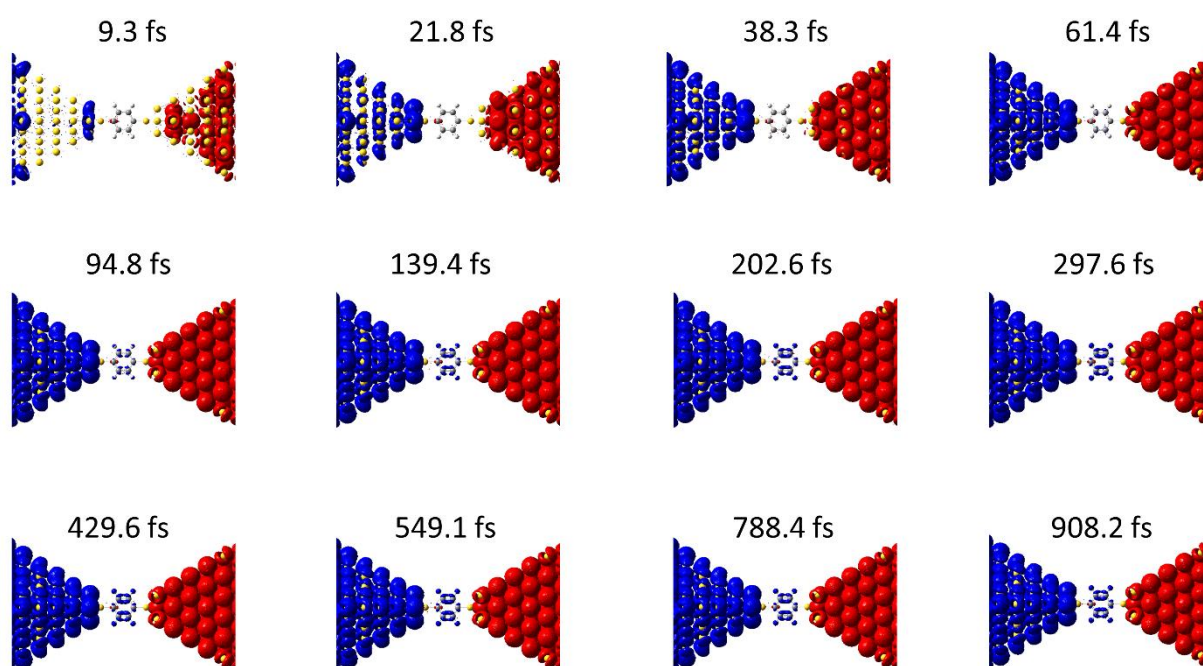 9.3 fs
21.8 fs
38.3 fs
61.4 fs
94.8 fs
139.4 fs
202.6 fs
297.6 fs
429.6 fs
549.1 fs
788.4 fs
908.2 fs